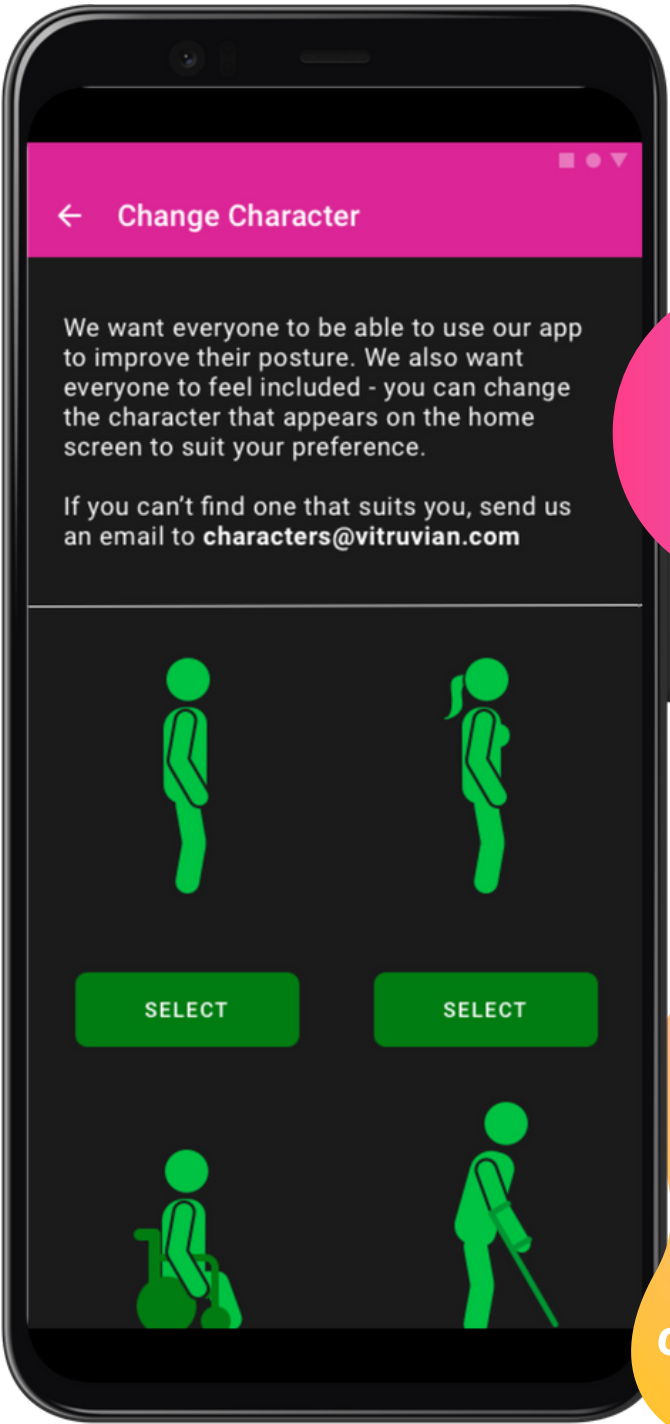 Change Character
We want everyone to be able to use our app
to improve their posture. We also want
everyone to feel included - you can change
the character that appears on the home
screen to suit your preference.
If you can't find one that suits you, send us
an email to characters@vitruvian.com
SELECT
SELECT